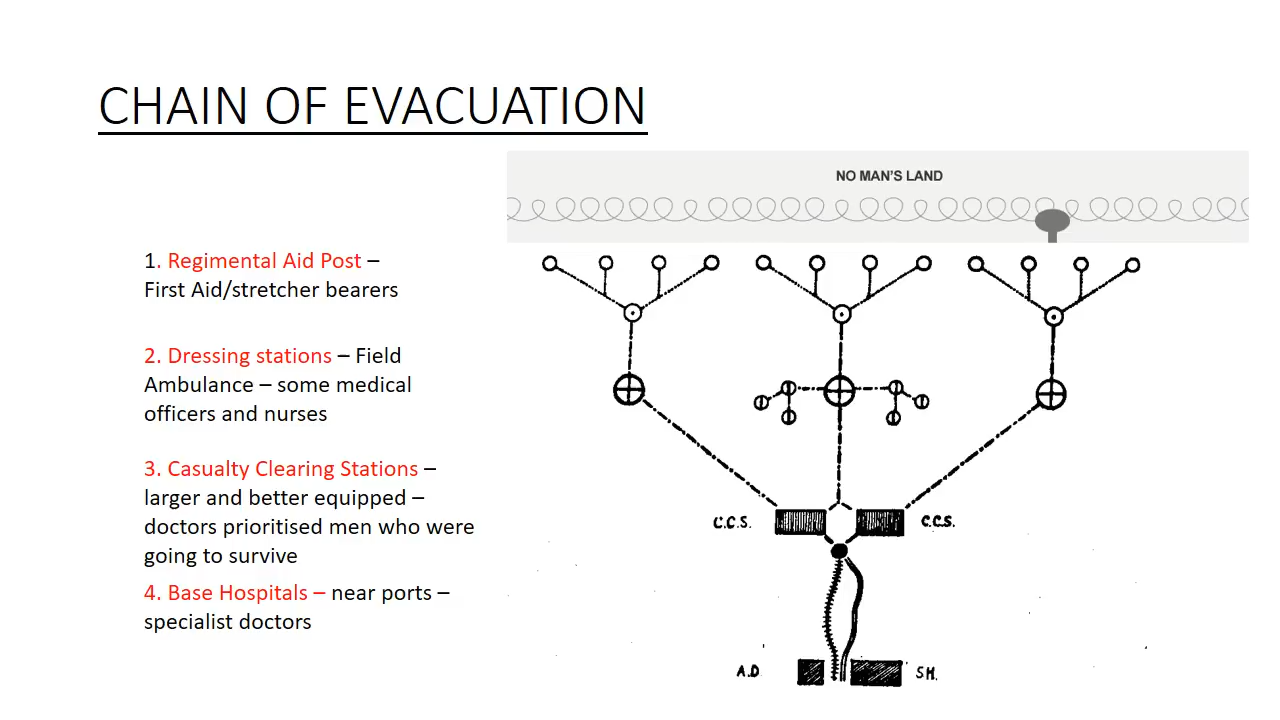 CHAIN OF EVACUATION
NO MAN'S LAND
1. Regimental Aid Post –
First Aid/stretcher bearers
2. Dressing stations – Field
Ambulance – some medical
officers and nurses
3. Casualty Clearing Stations –
larger and better equipped –
doctors prioritised men who were
going to survive
4. Base Hospitals – near ports –
specialist doctors
C.C.S.
C.C.S.
A.D.
S.H.